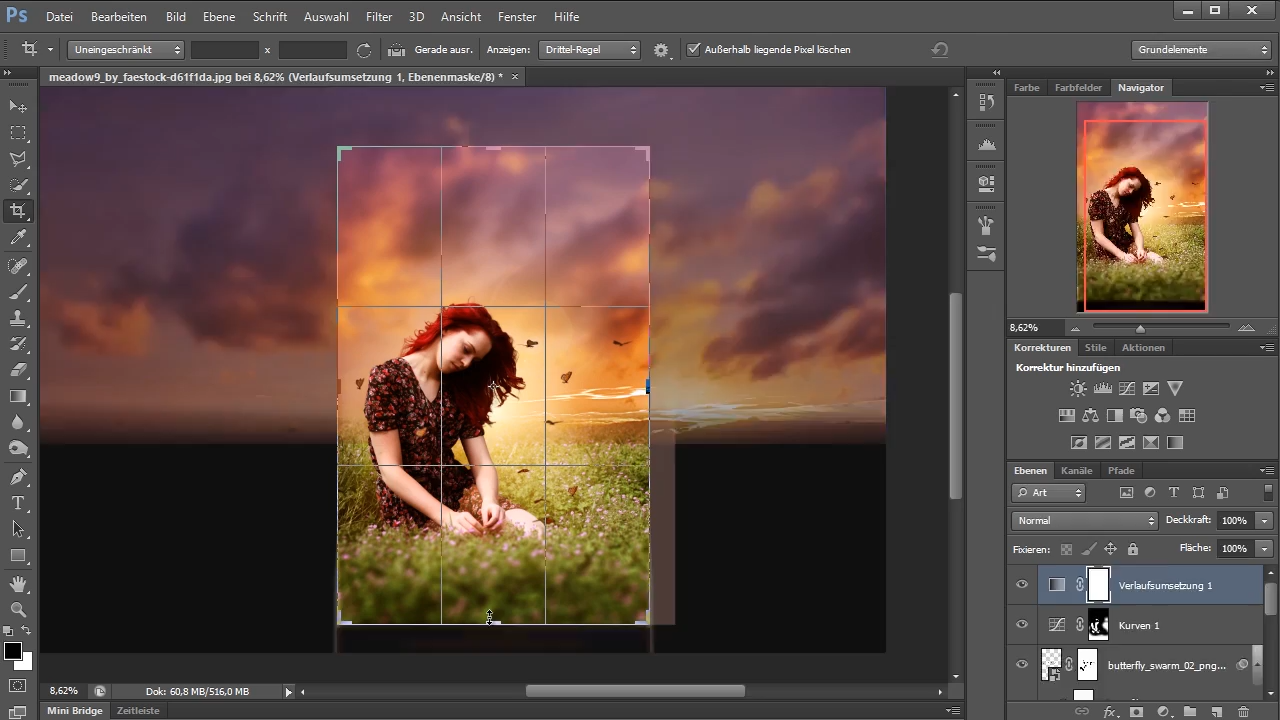 Ps Datei Bearbeiten Bild Ebene Schrift Auswahl Filter 3D Ansicht Fenster Hilfe
Uneingeschränkt x Gerade ausr. Anzeigen: Drittel-Regel Außerhalb liegende Pixel löschen Grundelemente
meadow9_by_faestock-d61f1da.jpg bei 8,62% (Verlaufsumsetzung 1, Ebenenmaske/8) *
Farbe Farbfelder Navigator
8,62%
Korrekturen Stile Aktionen
Korrektur hinzufügen
Ebenen Kanäle Pfade
Art
Normal Deckkraft: 100%
Fixieren: Fläche: 100%
Verlaufsumsetzung 1
Kurven 1
butterfly_swarm_02_png...
8,62% Dok: 60,8 MB/516,0 MB
Mini Bridge Zeitleiste